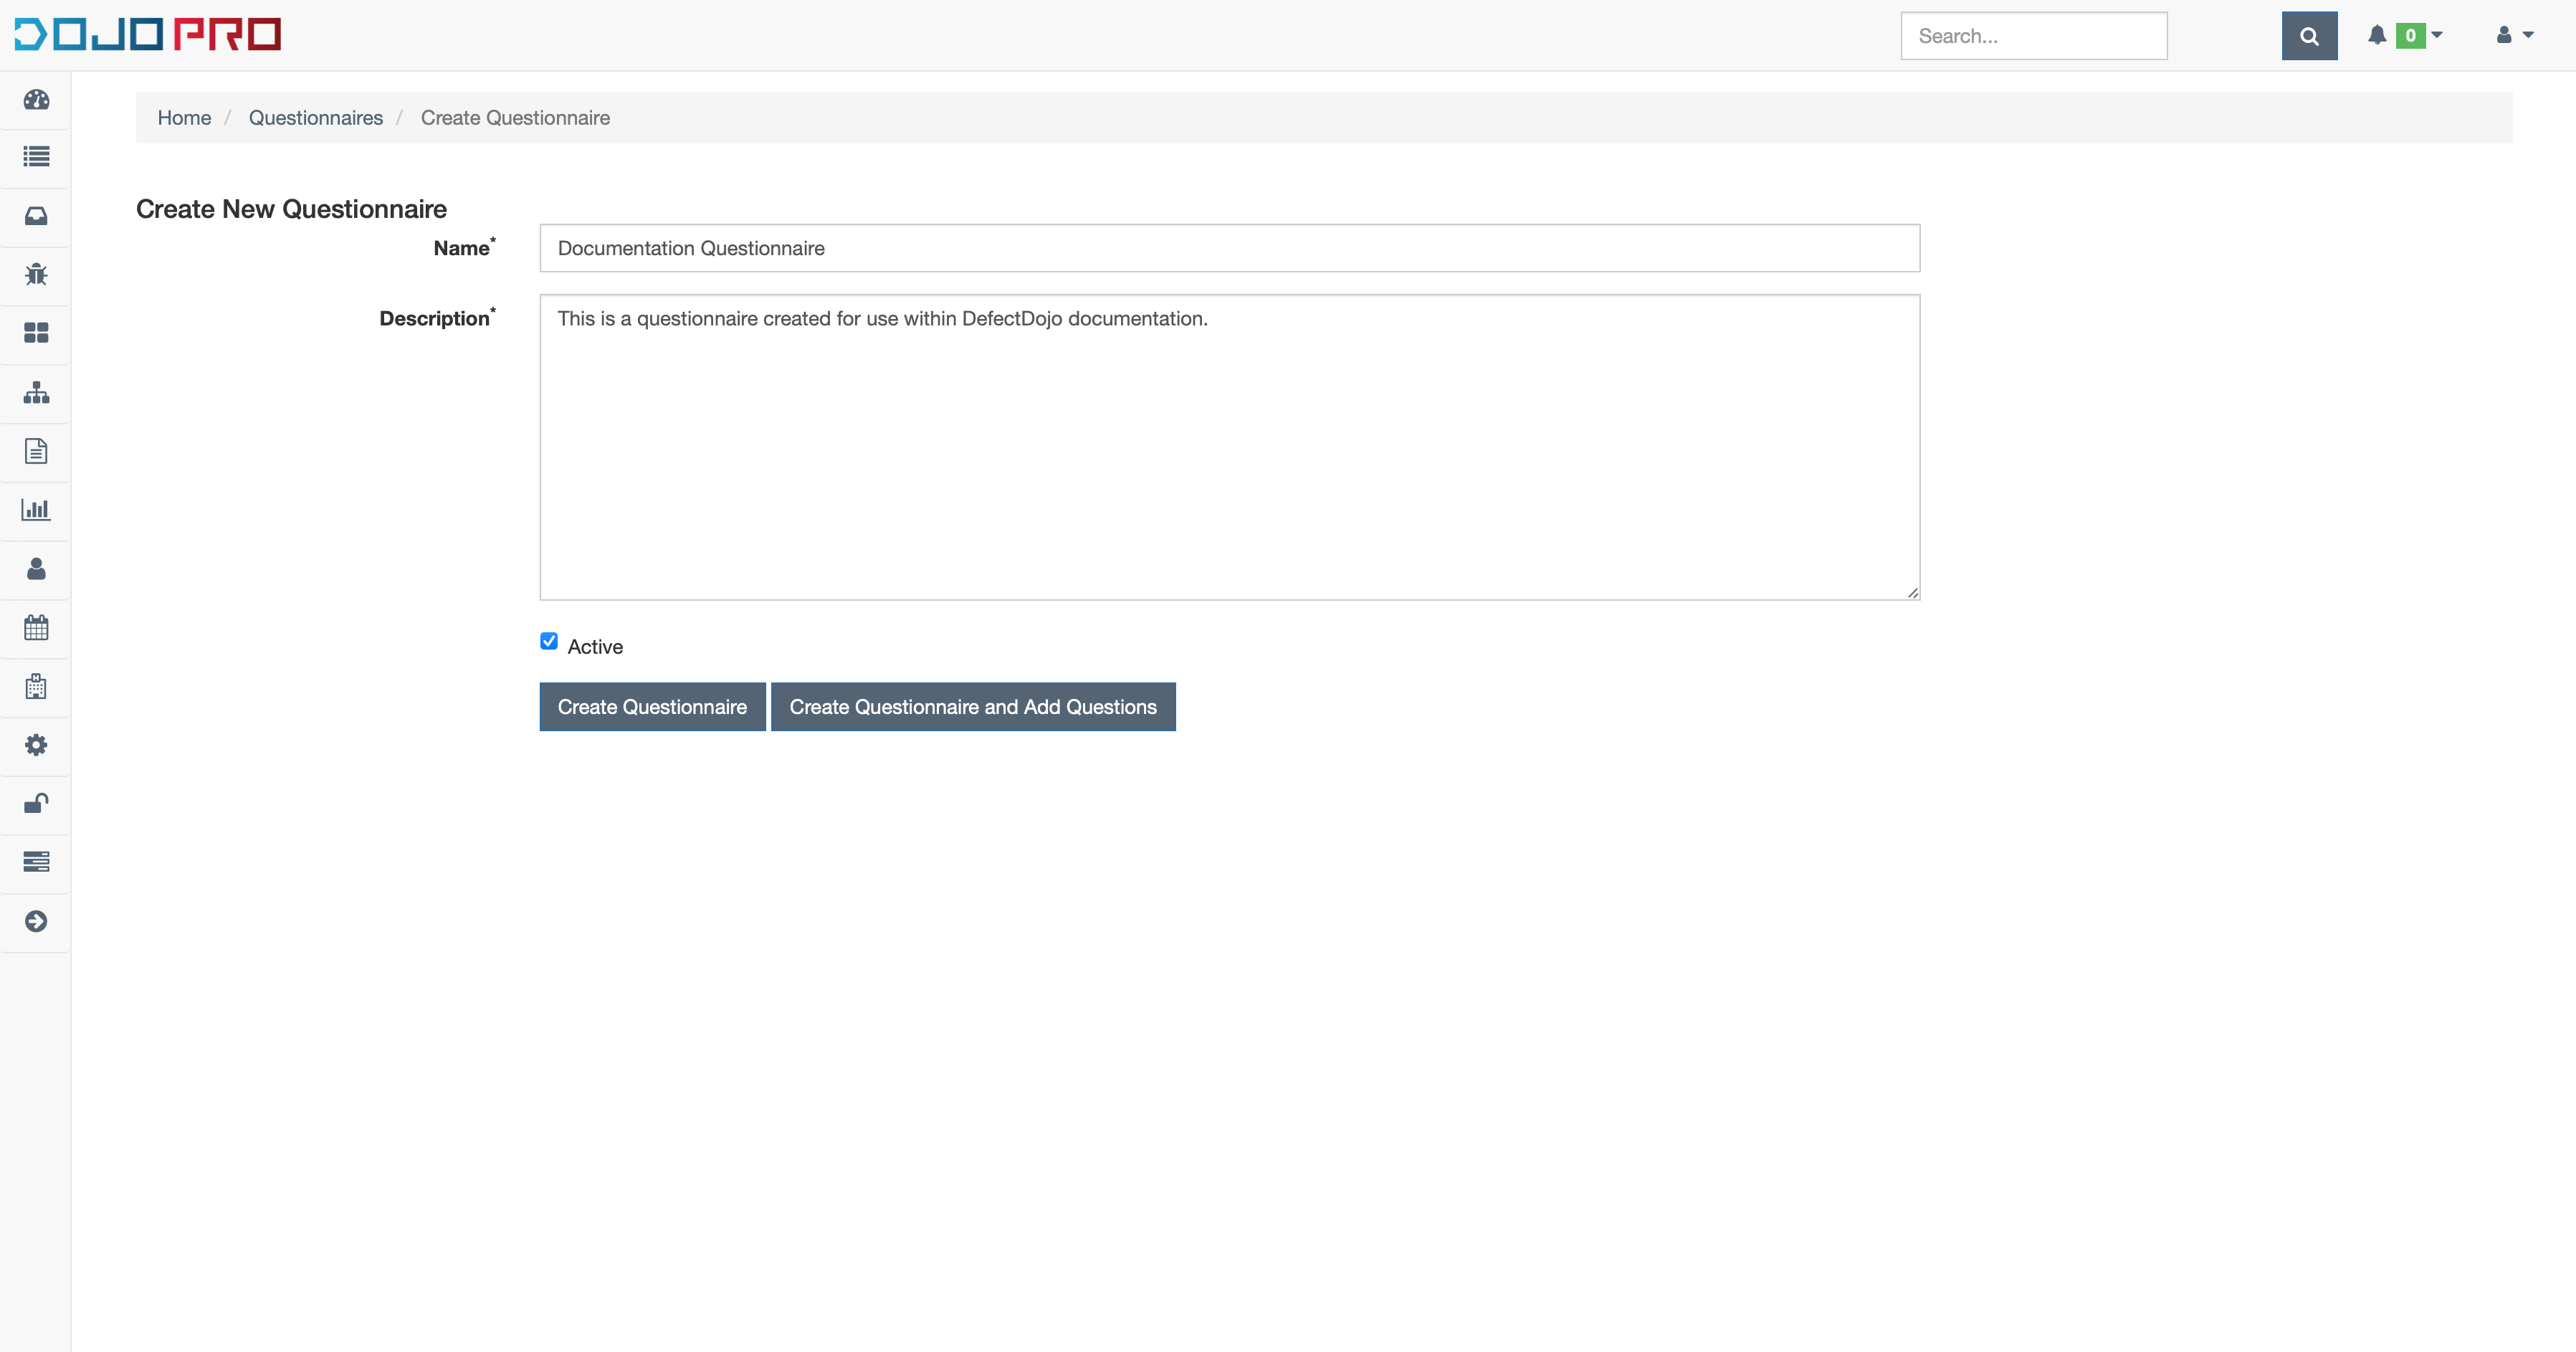 DOJO PRO
Search...
0
Home / Questionnaires / Create Questionnaire
Create New Questionnaire
Name*
Documentation Questionnaire
Description*
This is a questionnaire created for use within DefectDojo documentation.
Active
Create Questionnaire
Create Questionnaire and Add Questions